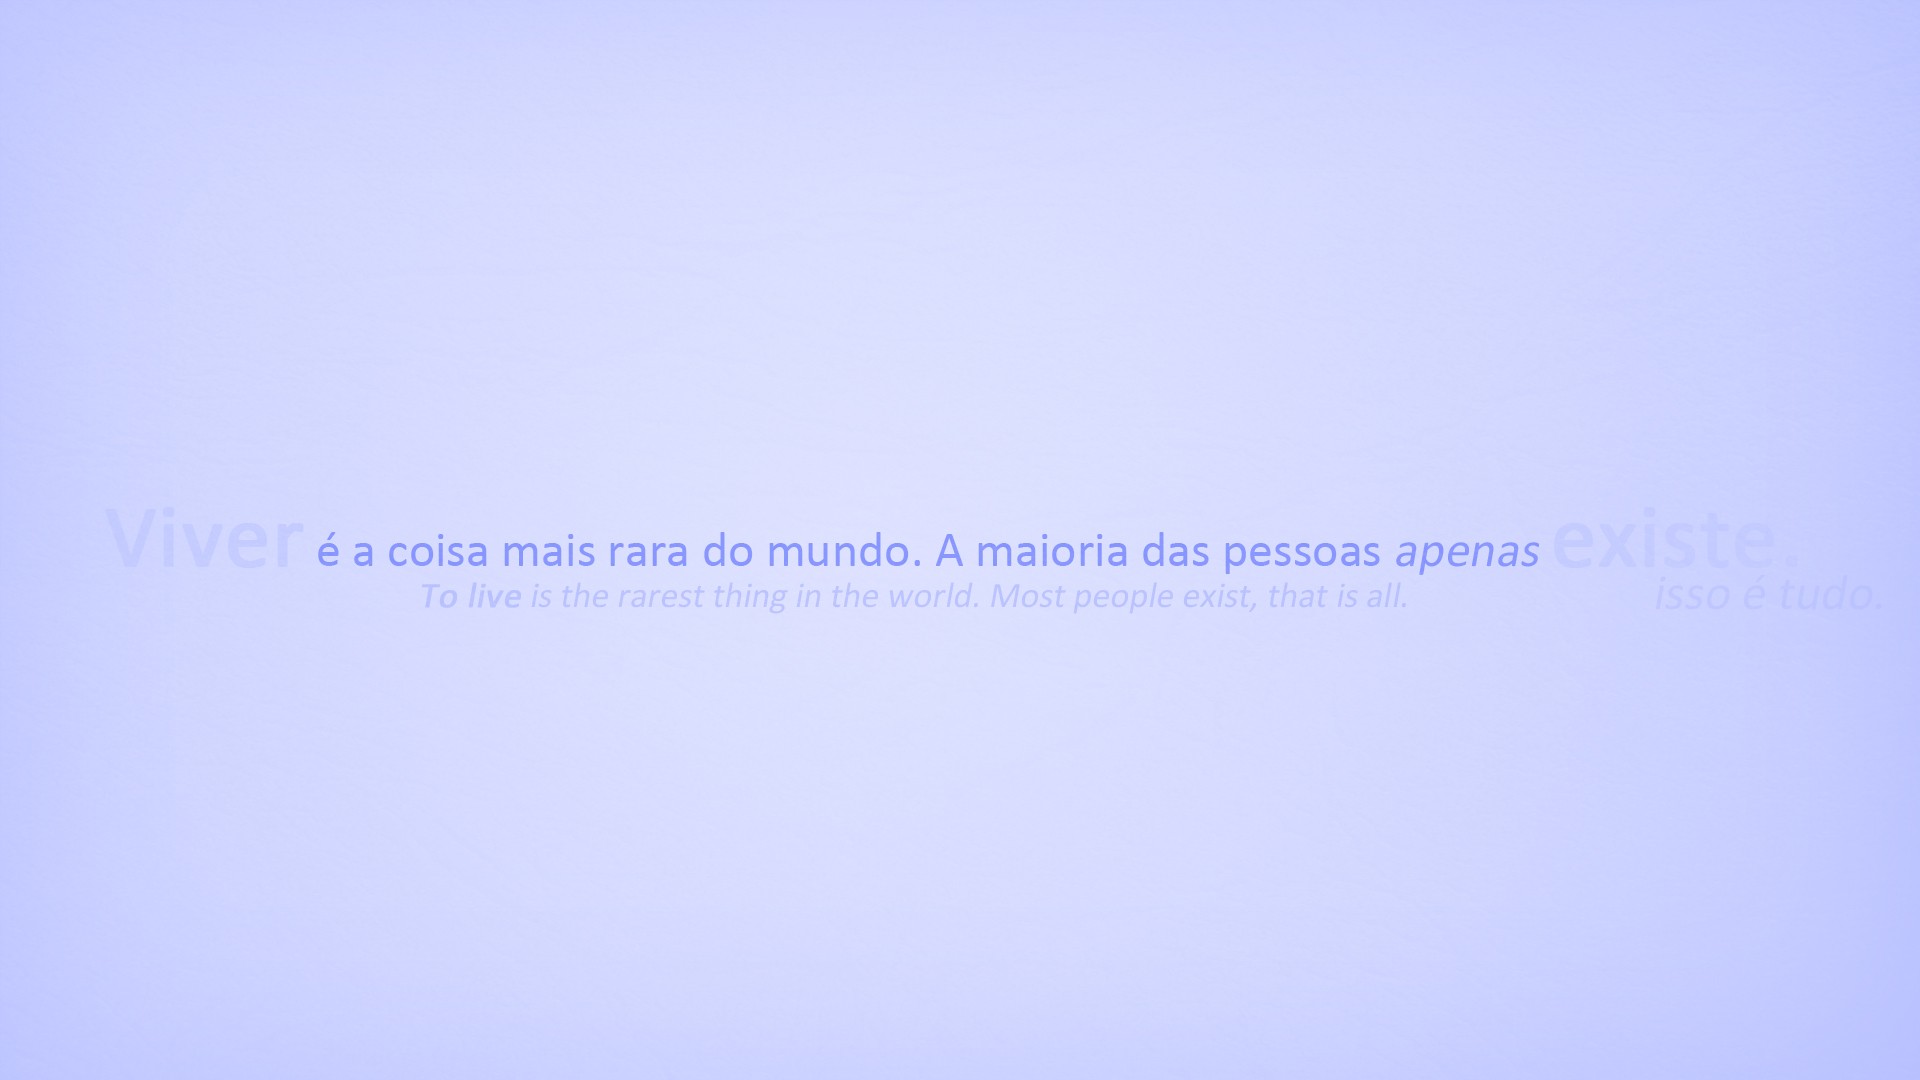 Viver é a coisa mais rara do mundo. A maioria das pessoas apenas existe.
To live is the rarest thing in the world. Most people exist, that is all.
isso é tudo.